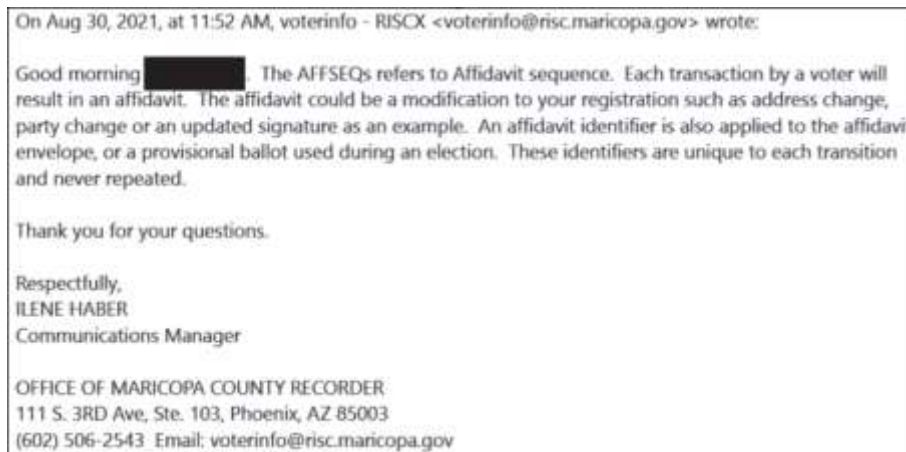 On Aug 30, 2021, at 11:52 AM, voterinfo - RISCX <voterinfo@risc.maricopa.gov> wrote:
Good morning . The AFFSEQs refers to Affidavit sequence. Each transaction by a voter will
result in an affidavit. The affidavit could be a modification to your registration such as address change,
party change or an updated signature as an example. An affidavit identifier is also applied to the affidavi
envelope, or a provisional ballot used during an election. These identifiers are unique to each transition
and never repeated.
Thank you for your questions.
Respectfully,
ILENE HABER
Communications Manager
OFFICE OF MARICOPA COUNTY RECORDER
111 S. 3RD Ave, Ste. 103, Phoenix, AZ 85003
(602) 506-2543 Email: voterinfo@risc.maricopa.gov